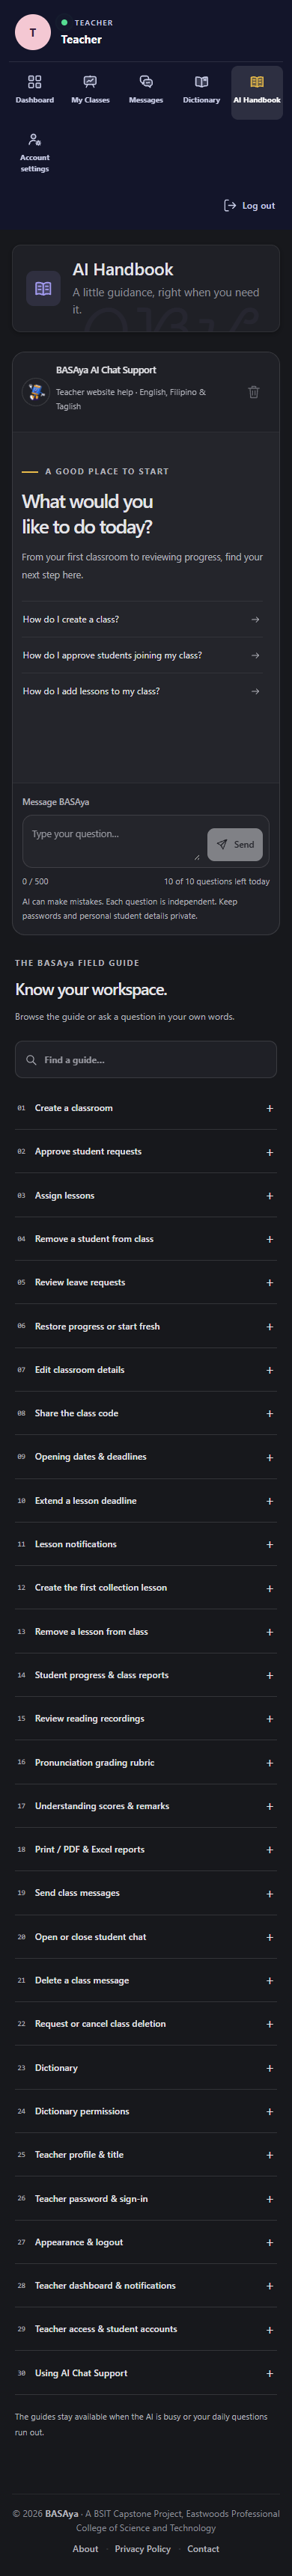 T
TEACHER
Teacher
Dashboard
My Classes
Messages
Dictionary
AI Handbook
Account
settings
Log out
AI Handbook
A little guidance, right when you need
it.
BASAya AI Chat Support
Teacher website help · English, Filipino &
Taglish
A GOOD PLACE TO START
What would you
like to do today?
From your first classroom to reviewing progress, find your
next step here.
How do I create a class?
How do I approve students joining my class?
How do I add lessons to my class?
Message BASAya
Type your question...
Send
0 / 500
10 of 10 questions left today
AI can make mistakes. Each question is independent. Keep
passwords and personal student details private.
THE BASAya FIELD GUIDE
Know your workspace.
Browse the guide or ask a question in your own words.
Find a guide...
01 Create a classroom +
02 Approve student requests +
03 Assign lessons +
04 Remove a student from class +
05 Review leave requests +
06 Restore progress or start fresh +
07 Edit classroom details +
08 Share the class code +
09 Opening dates & deadlines +
10 Extend a lesson deadline +
11 Lesson notifications +
12 Create the first collection lesson +
13 Remove a lesson from class +
14 Student progress & class reports +
15 Review reading recordings +
16 Pronunciation grading rubric +
17 Understanding scores & remarks +
18 Print / PDF & Excel reports +
19 Send class messages +
20 Open or close student chat +
21 Delete a class message +
22 Request or cancel class deletion +
23 Dictionary +
24 Dictionary permissions +
25 Teacher profile & title +
26 Teacher password & sign-in +
27 Appearance & logout +
28 Teacher dashboard & notifications +
29 Teacher access & student accounts +
30 Using AI Chat Support +
The guides stay available when the AI is busy or your daily questions
run out.
© 2026 BASAya · A BSIT Capstone Project, Eastwoods Professional
College of Science and Technology
About · Privacy Policy · Contact